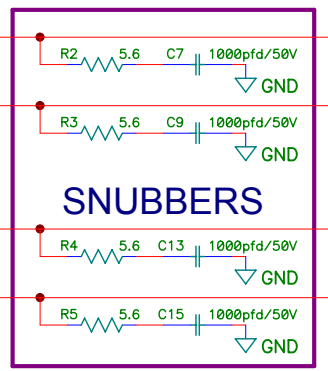 R2 5.6 C7 1000pfd/50V
GND
R3 5.6 C9 1000pfd/50V
GND
SNUBBERS
R4 5.6 C13 1000pfd/50V
GND
R5 5.6 C15 1000pfd/50V
GND